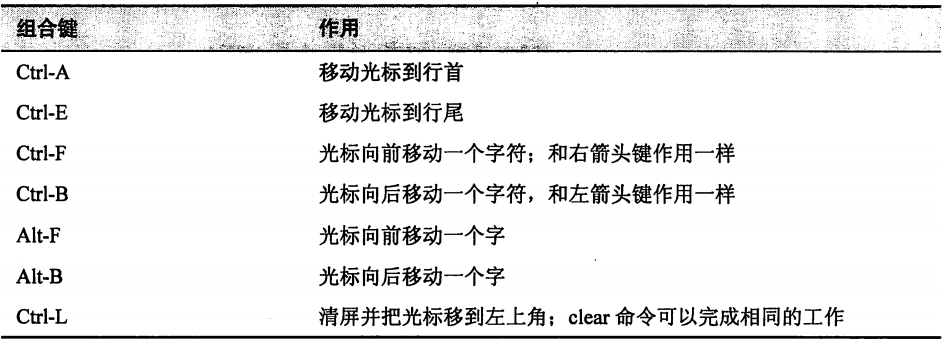 组合键 作用
Ctrl-A 移动光标到行首
Ctrl-E 移动光标到行尾
Ctrl-F 光标向前移动一个字符；和右箭头键作用一样
Ctrl-B 光标向后移动一个字符，和左箭头键作用一样
Alt-F 光标向前移动一个字
Alt-B 光标向后移动一个字
Ctrl-L 清屏并把光标移到左上角；clear 命令可以完成相同的工作